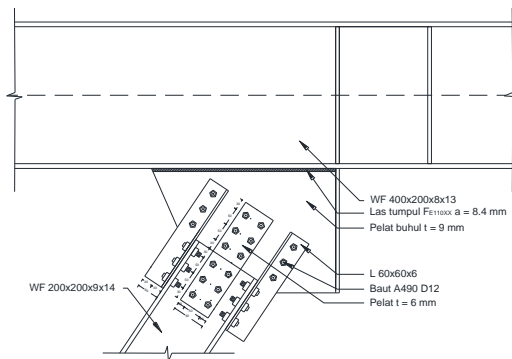 WF 400x200x8x13
Las tumpul FE110XX a = 8.4 mm
Pelat buhul t = 9 mm
L 60x60x6
Baut A490 D12
Pelat t = 6 mm
WF 200x200x9x14